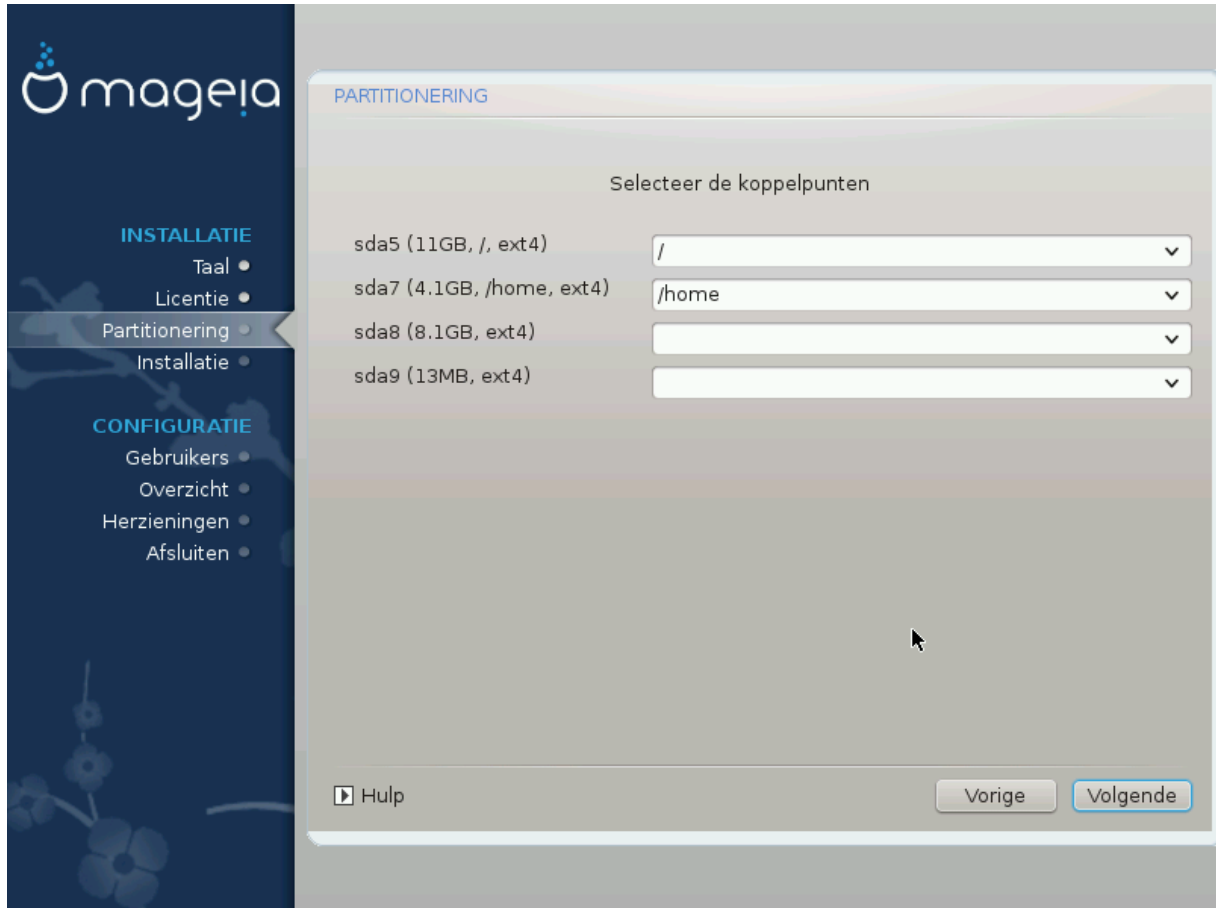 mageia
INSTALLATIE
Taal
Licentie
Partitionering
Installatie
CONFIGURATIE
Gebruikers
Overzicht
Herzieningen
Afsluiten
PARTITIONERING
Selecteer de koppelpunten
sda5 (11GB, /, ext4)
/
sda7 (4.1GB, /home, ext4)
/home
sda8 (8.1GB, ext4)
sda9 (13MB, ext4)
Hulp
Vorige
Volgende